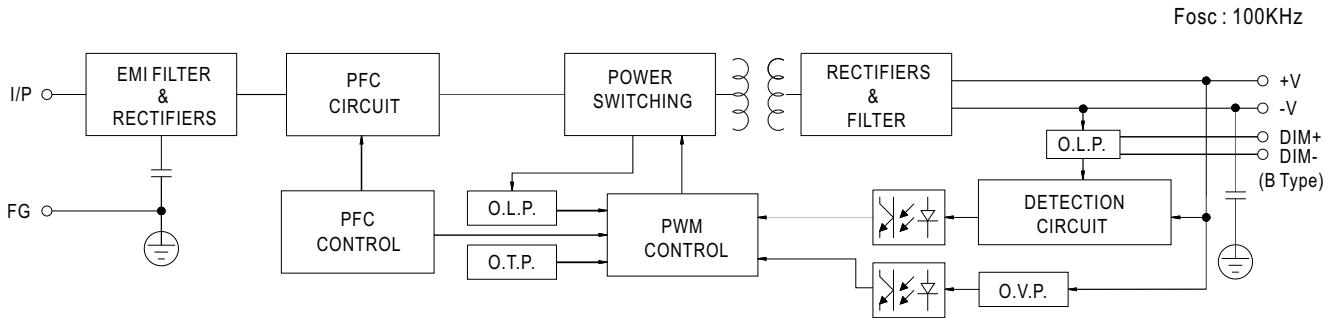 Fosc : 100KHz
I/P
EMI FILTER
&
RECTIFIERS
PFC
CIRCUIT
POWER
SWITCHING
RECTIFIERS
&
FILTER
+V
-V
O.L.P.
DIM+
DIM-
(B Type)
FG
PFC
CONTROL
O.L.P.
O.T.P.
PWM
CONTROL
DETECTION
CIRCUIT
O.V.P.